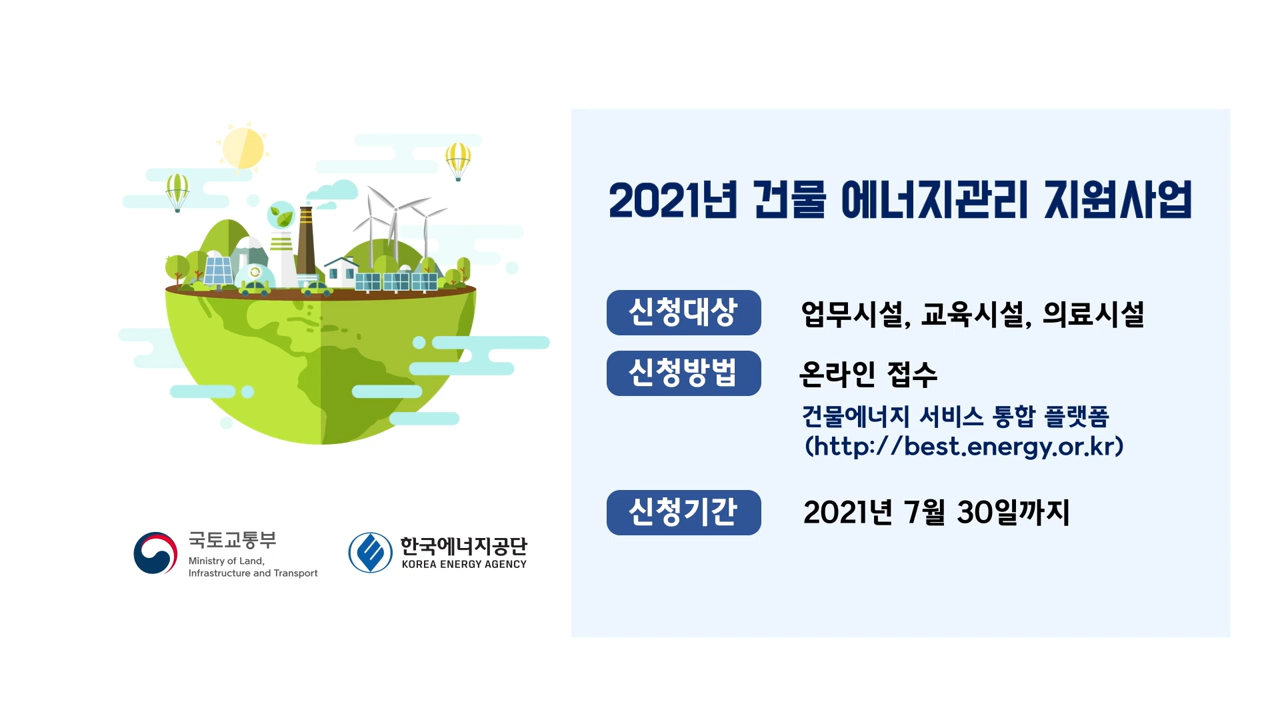 2021년 건물 에너지관리 지원사업
신청대상 업무시설, 교육시설, 의료시설
신청방법 온라인 접수
건물에너지 서비스 통합 플랫폼
(http://best.energy.or.kr)
신청기간 2021년 7월 30일까지
국토교통부
Ministry of Land,
Infrastructure and Transport
한국에너지공단
KOREA ENERGY AGENCY